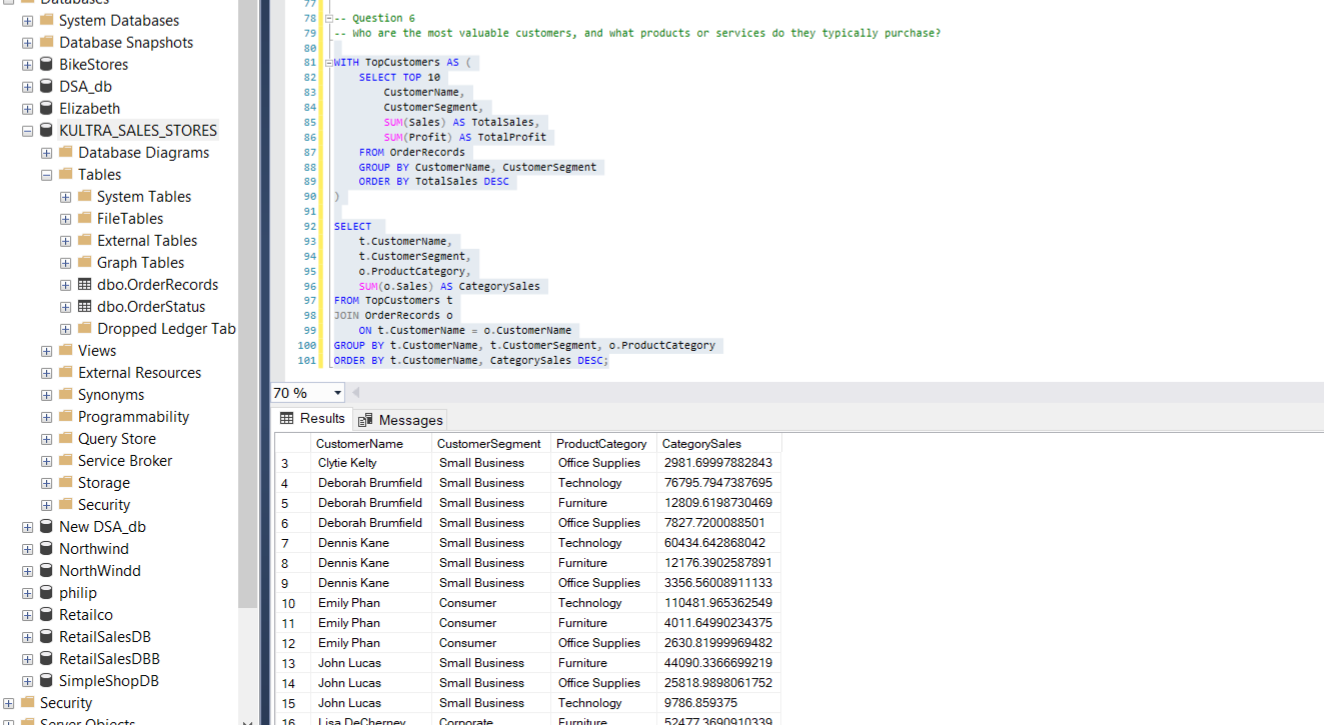 Databases
System Databases
Database Snapshots
BikeStores
DSA_db
Elizabeth
KULTRA_SALES_STORES
Database Diagrams
Tables
System Tables
FileTables
External Tables
Graph Tables
dbo.OrderRecords
dbo.OrderStatus
Dropped Ledger Tab
Views
External Resources
Synonyms
Programmability
Query Store
Service Broker
Storage
Security
New DSA_db
Northwind
NorthWindd
philip
Retailco
RetailSalesDB
RetailSalesDBB
SimpleShopDB
Security
Server Objects
77
78 -- Question 6
79 -- Who are the most valuable customers, and what products or services do they typically purchase?
80
81 WITH TopCustomers AS (
82 SELECT TOP 10
83 CustomerName,
84 CustomerSegment,
85 SUM(Sales) AS TotalSales,
86 SUM(Profit) AS TotalProfit
87 FROM OrderRecords
88 GROUP BY CustomerName, CustomerSegment
89 ORDER BY TotalSales DESC
90 )
91
92 SELECT
93 t.CustomerName,
94 t.CustomerSegment,
95 o.ProductCategory,
96 SUM(o.Sales) AS CategorySales
97 FROM TopCustomers t
98 JOIN OrderRecords o
99 ON t.CustomerName = o.CustomerName
100 GROUP BY t.CustomerName, t.CustomerSegment, o.ProductCategory
101 ORDER BY t.CustomerName, CategorySales DESC;
70 %
Results Messages
CustomerName CustomerSegment ProductCategory CategorySales
3 Clytie Kelty Small Business Office Supplies 2981.69997882843
4 Deborah Brumfield Small Business Technology 76795.7947387695
5 Deborah Brumfield Small Business Furniture 12809.6198730469
6 Deborah Brumfield Small Business Office Supplies 7827.7200088501
7 Dennis Kane Small Business Technology 60434.642868042
8 Dennis Kane Small Business Furniture 12176.3902587891
9 Dennis Kane Small Business Office Supplies 3356.56008911133
10 Emily Phan Consumer Technology 110481.965362549
11 Emily Phan Consumer Furniture 4011.64990234375
12 Emily Phan Consumer Office Supplies 2630.81999969482
13 John Lucas Small Business Furniture 44090.3366699219
14 John Lucas Small Business Office Supplies 25818.9898061752
15 John Lucas Small Business Technology 9786.859375
16 Lisa DeCherney Corporate Furniture 52477.3690910339